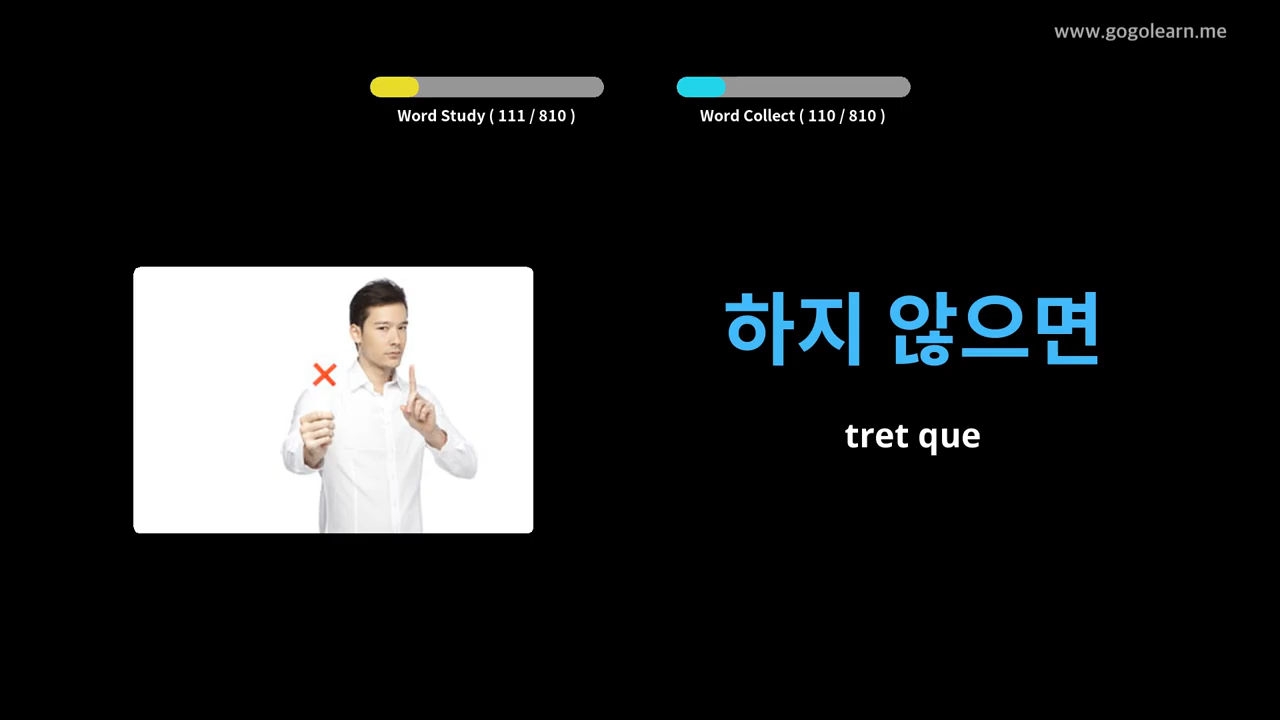 www.gogolearn.me
Word Study ( 111 / 810 )
Word Collect ( 110 / 810 )
하지 않으면
tret que